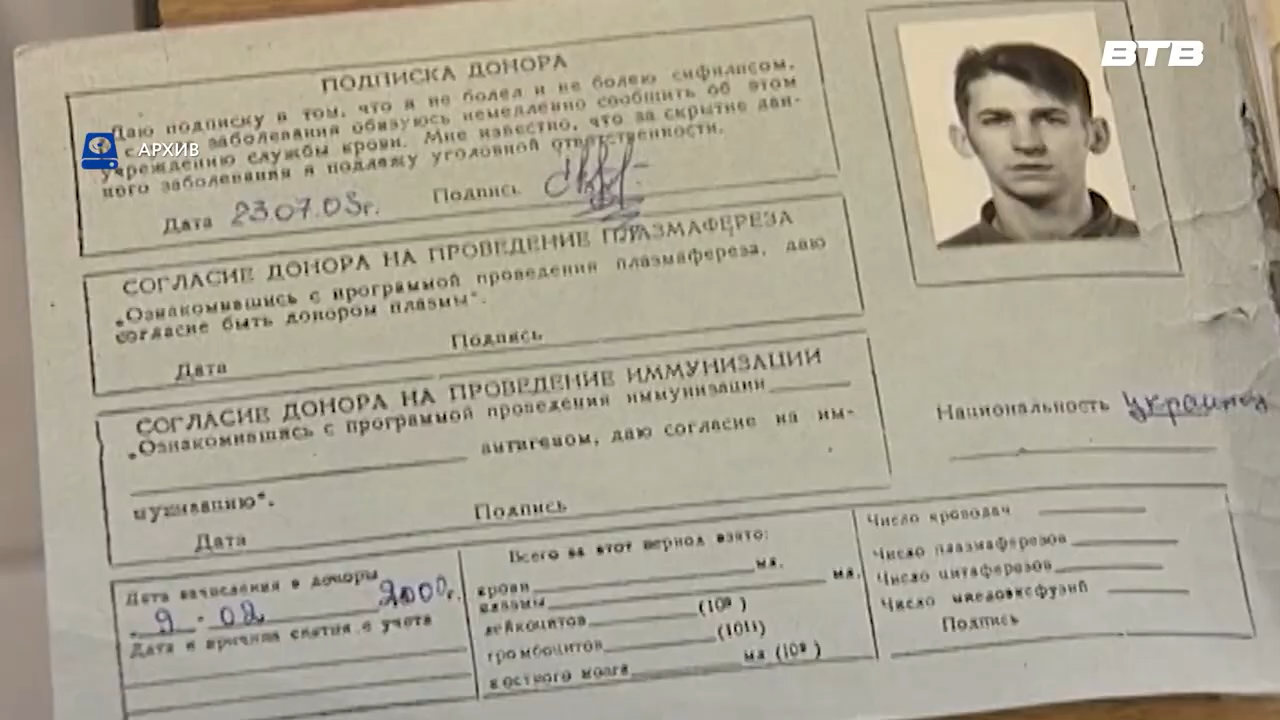 ВТВ
АРХИВ
ПОДПИСКА ДОНОРА
Даю подписку в том, что я не болел и не болею сифилисом,
заболевания обязуюсь немедленно сообщить об этом
учреждению службы крови. Мне известно, что за скрытие дан-
ного заболевания я подлежу уголовной ответственности.
Дата 23.07.03г. Подпись
СОГЛАСИЕ ДОНОРА НА ПРОВЕДЕНИЕ ПЛАЗМАФЕРЕЗА
„Ознакомившись с программой проведения плазмафереза, даю
согласие быть донором плазмы“.
Дата Подпись
СОГЛАСИЕ ДОНОРА НА ПРОВЕДЕНИЕ ИММУНИЗАЦИИ
„Ознакомившись с программой проведения иммунизации
антигеном, даю согласие на им-
мунизацию“.
Дата Подпись
Национальность украинец
Дата зачисления в доноры
9. 02 2000г.
Дата и причина снятия с учета
Всего за этот период взято:
крови мл.
плазмы мл.
лейкоцитов (10⁹)
тромбоцитов (10¹¹)
костного мозга мл (10⁹)
Число кроводач
Число плазмаферезов
Число цитаферезов
Число миелоэксфузий
Подпись